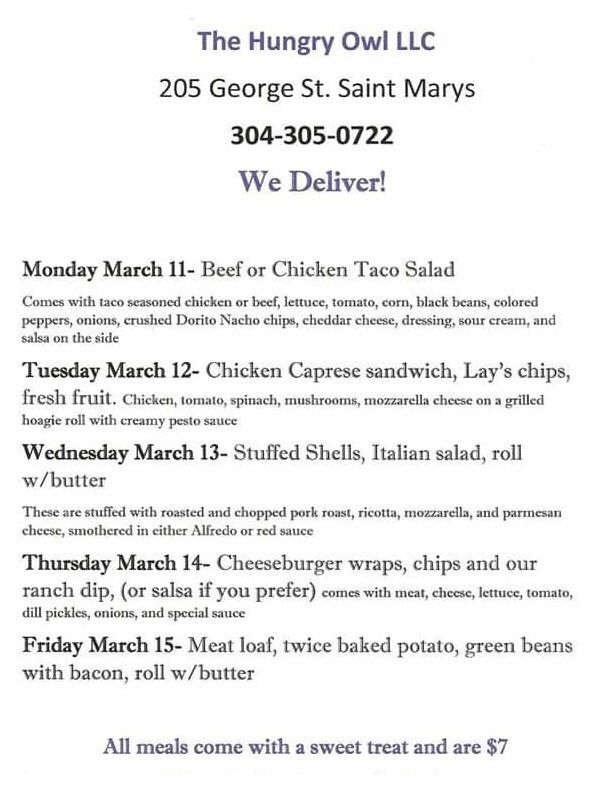 The Hungry Owl LLC
205 George St. Saint Marys
304-305-0722
We Deliver!
Monday March 11- Beef or Chicken Taco Salad
Comes with taco seasoned chicken or beef, lettuce, tomato, corn, black beans, colored
peppers, onions, crushed Dorito Nacho chips, cheddar cheese, dressing, sour cream, and
salsa on the side
Tuesday March 12- Chicken Caprese sandwich, Lay's chips,
fresh fruit. Chicken, tomato, spinach, mushrooms, mozzarella cheese on a grilled
hoagie roll with creamy pesto sauce
Wednesday March 13- Stuffed Shells, Italian salad, roll
w/butter
These are stuffed with roasted and chopped pork roast, ricotta, mozzarella, and parmesan
cheese, smothered in either Alfredo or red sauce
Thursday March 14- Cheeseburger wraps, chips and our
ranch dip, (or salsa if you prefer) comes with meat, cheese, lettuce, tomato,
dill pickles, onions, and special sauce
Friday March 15- Meat loaf, twice baked potato, green beans
with bacon, roll w/butter
All meals come with a sweet treat and are $7